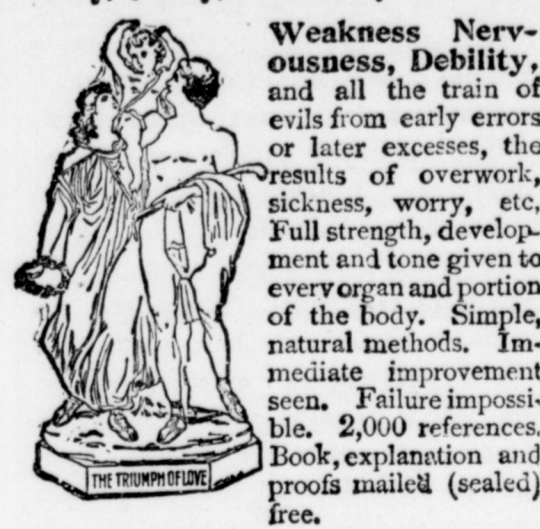 Weakness Nerv-
ousness, Debility,
and all the train of
evils from early errors
or later excesses, the
results of overwork,
sickness, worry, etc,
Full strength, develop-
ment and tone given to
every organ and portion
of the body. Simple,
natural methods. Im-
mediate improvement
seen. Failure impossi-
ble. 2,000 references.
Book, explanation and
proofs mailed (sealed)
free.
THE TRIUMPH OF LOVE